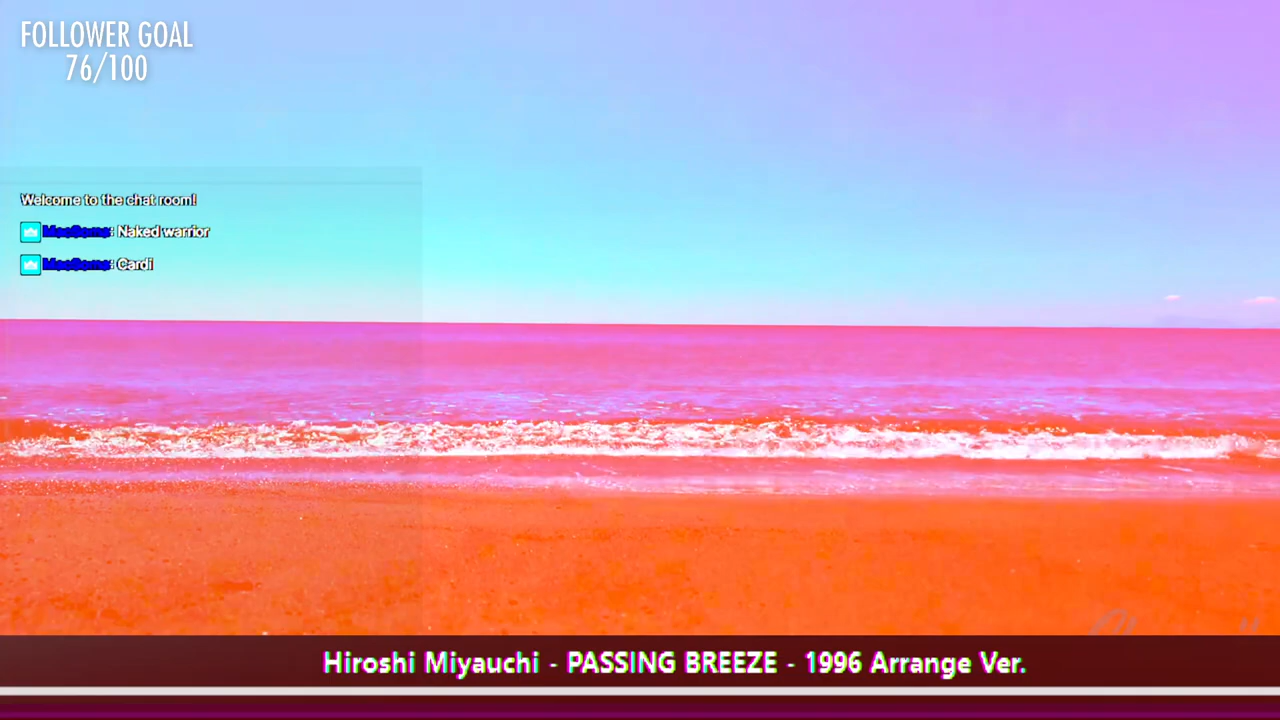 FOLLOWER GOAL
76/100
Welcome to the chat room!
: Naked warrior
: Cardi
Hiroshi Miyauchi - PASSING BREEZE - 1996 Arrange Ver.